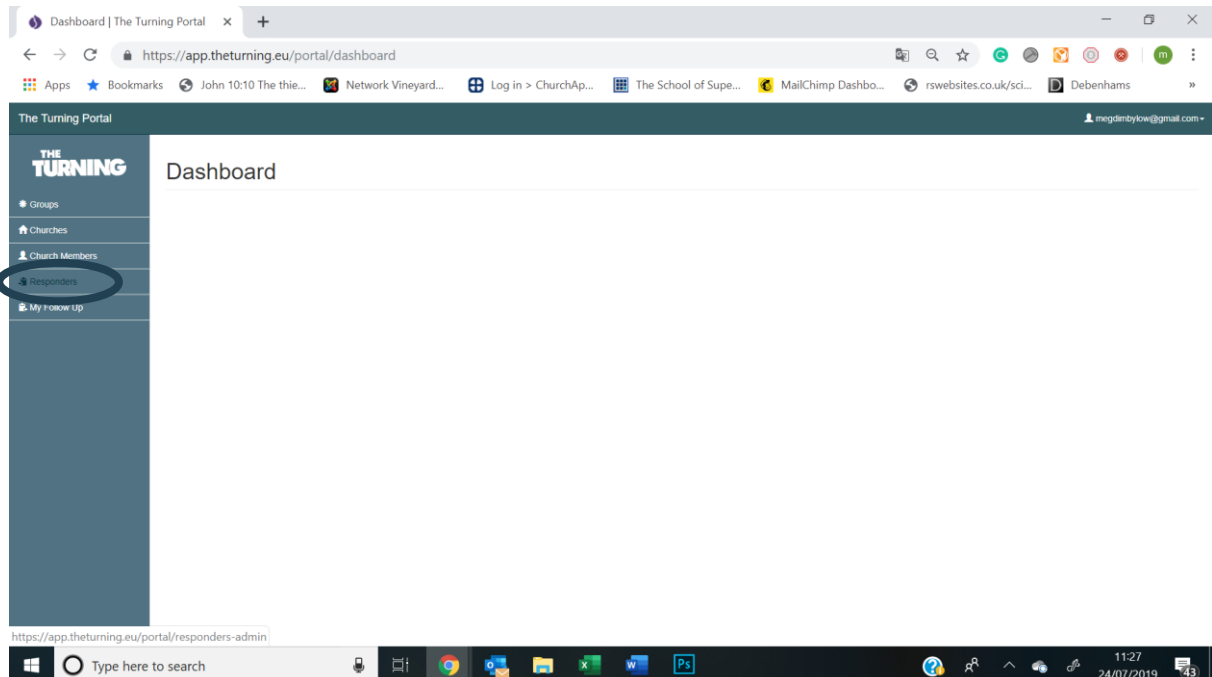 Dashboard | The Turning Portal
https://app.theturning.eu/portal/dashboard
Apps Bookmarks John 10:10 The thie... Network Vineyard... Log in > ChurchAp... The School of Supe... MailChimp Dashbo... rswebsites.co.uk/sci... Debenhams »
The Turning Portal megdimbylow@gmail.com
THE
TURNING
Dashboard
Groups
Churches
Church Members
Responders
My Follow Up
https://app.theturning.eu/portal/responders-admin
Type here to search Ps 11:27
24/07/2019 43